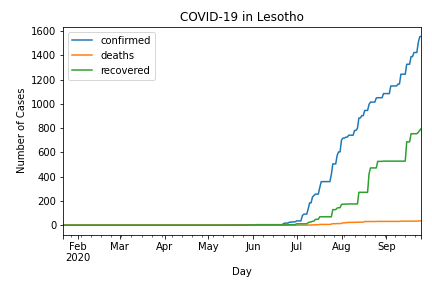 COVID-19 in Lesotho
confirmed
deaths
recovered
Number of Cases
1600
1400
1200
1000
800
600
400
200
0
Feb Mar Apr May Jun Jul Aug Sep
2020
Day